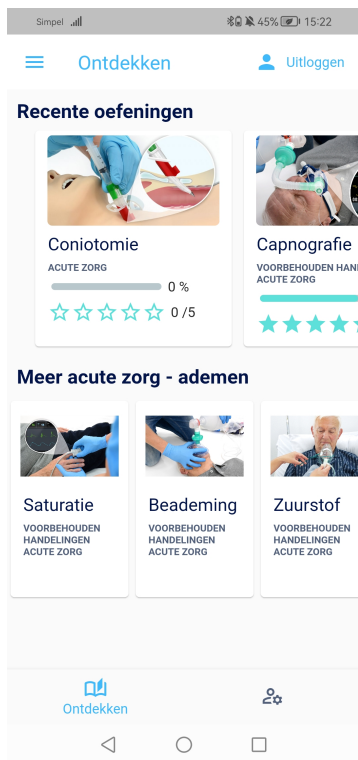 Simpel
45%
15:22
Ontdekken
Uitloggen
Recente oefeningen
Coniotomie
ACUTE ZORG
0 %
0 /5
Capnografie
VOORBEHOUDEN HAN
ACUTE ZORG
Meer acute zorg - ademen
Saturatie
VOORBEHOUDEN
HANDELINGEN
ACUTE ZORG
Beademing
VOORBEHOUDEN
HANDELINGEN
ACUTE ZORG
Zuurstof
VOORBEHOUDEN
HANDELINGEN
ACUTE ZORG
Ontdekken